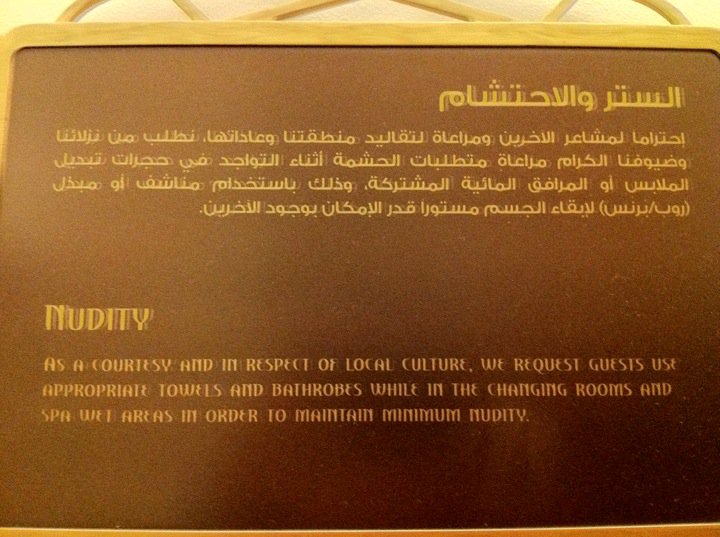 الستر والاحتشام
إحتراماً لمشاعر الاخرين ومراعاة لتقاليد منطقتنا وعاداتها، نطلب من نزلائنا
وضيوفنا الكرام مراعاة متطلبات الحشمة أثناء التواجد في حجرات تبديل
الملابس أو المرافق المائية المشتركة، وذلك باستخدام مناشف أو مبذل
(روب/برنس) لإبقاء الجسم مستوراً قدر الإمكان بوجود الآخرين.
NUDITY
AS A COURTESY AND IN RESPECT OF LOCAL CULTURE, WE REQUEST GUESTS USE
APPROPRIATE TOWELS AND BATHROBES WHILE IN THE CHANGING ROOMS AND
SPA WET AREAS IN ORDER TO MAINTAIN MINIMUM NUDITY.